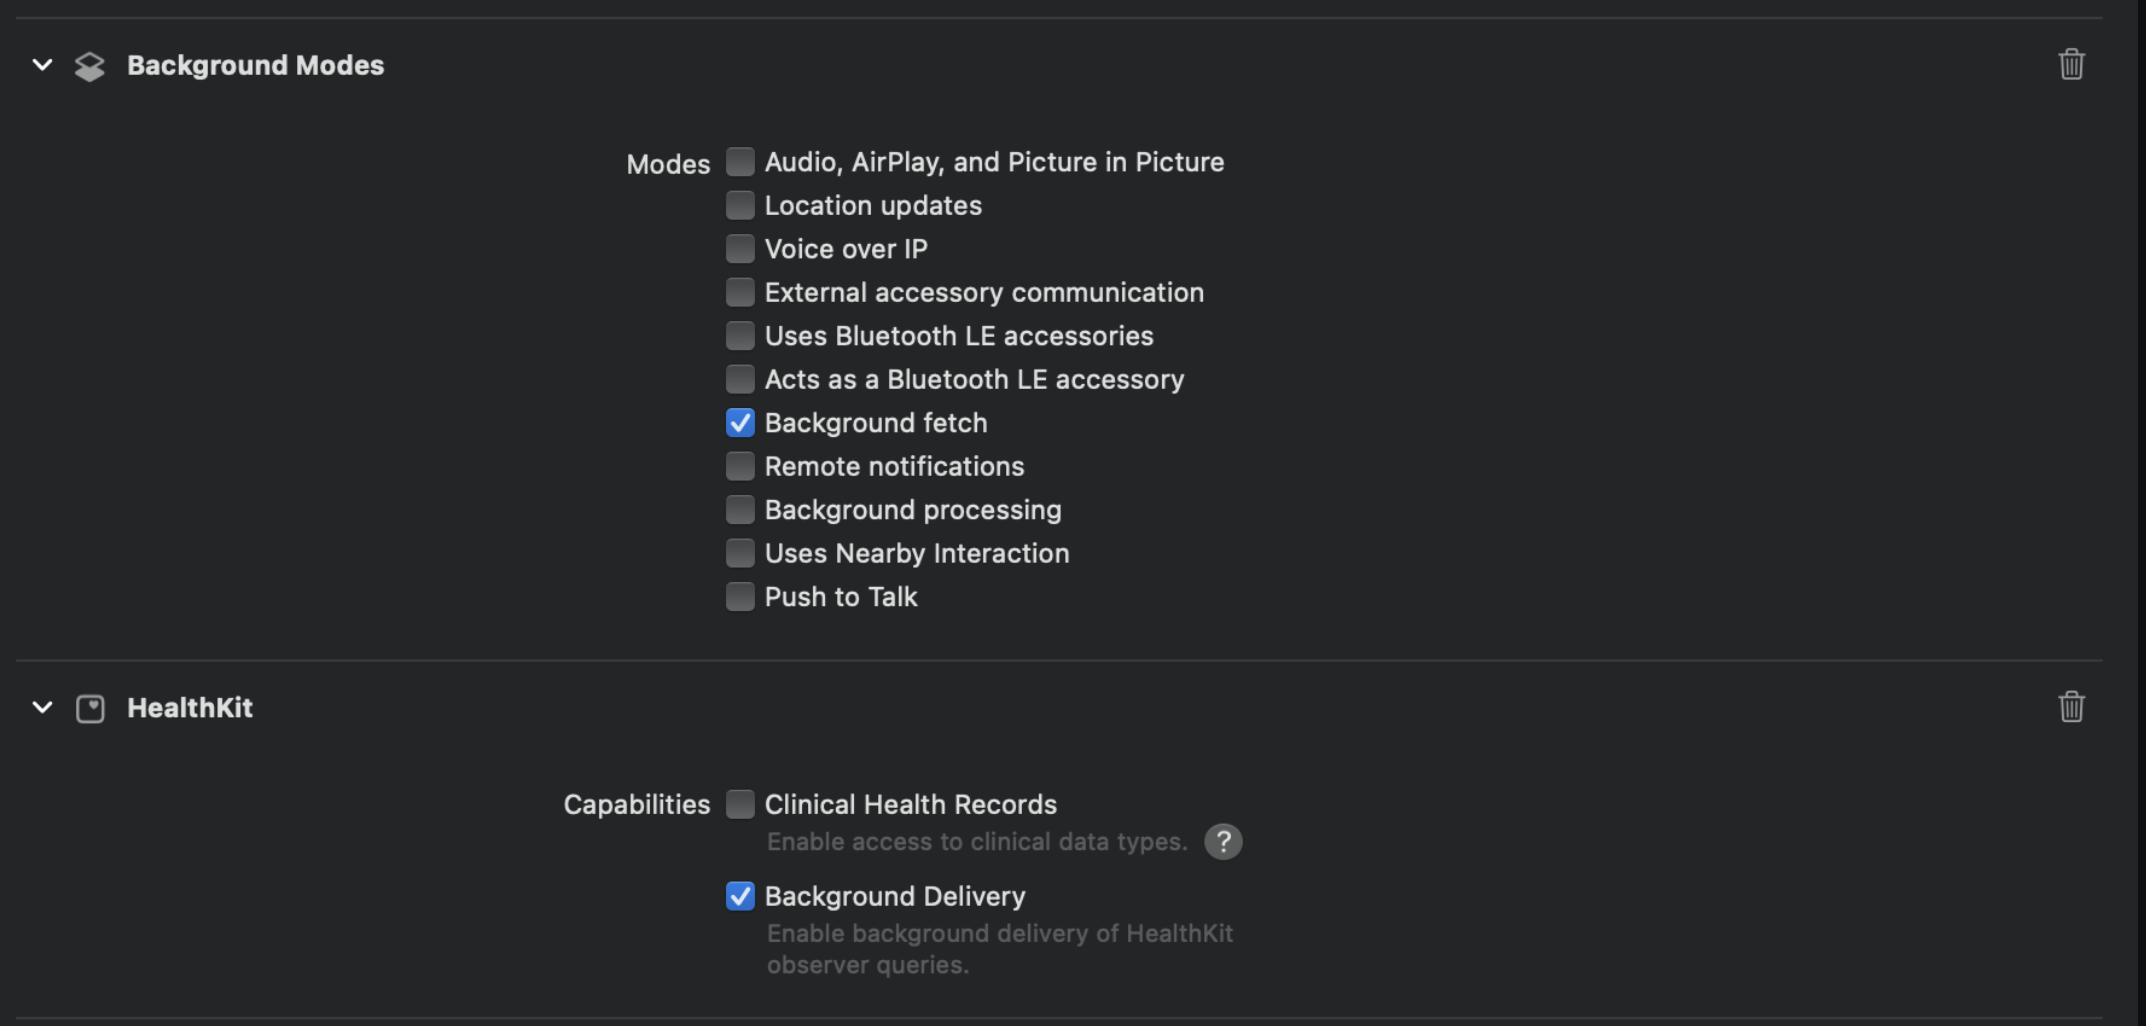 Background Modes
Modes
Audio, AirPlay, and Picture in Picture
Location updates
Voice over IP
External accessory communication
Uses Bluetooth LE accessories
Acts as a Bluetooth LE accessory
Background fetch
Remote notifications
Background processing
Uses Nearby Interaction
Push to Talk
HealthKit
Capabilities
Clinical Health Records
Enable access to clinical data types. ?
Background Delivery
Enable background delivery of HealthKit
observer queries.